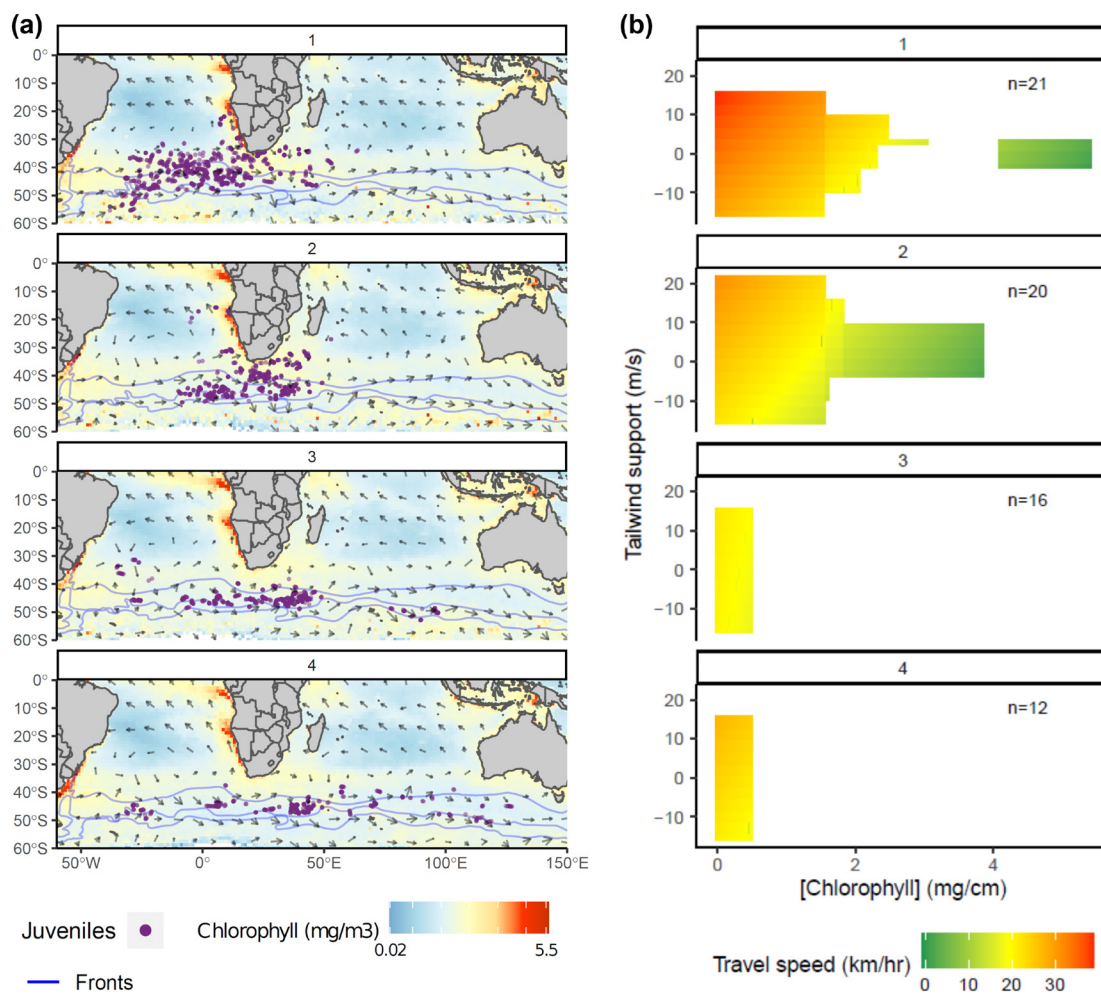 (a)
1
0°
10°S
20°S
30°S
40°S
50°S
60°S
2
0°
10°S
20°S
30°S
40°S
50°S
60°S
3
0°
10°S
20°S
30°S
40°S
50°S
60°S
4
0°
10°S
20°S
30°S
40°S
50°S
60°S
50°W 0° 50°E 100°E 150°E
Juveniles
Chlorophyll (mg/m3)
0.02 5.5
Fronts
(b)
Tailwind support (m/s)
1
n=21
20
10
0
−10
2
n=20
20
10
0
−10
3
n=16
20
10
0
−10
4
n=12
20
10
0
−10
0 2 4
[Chlorophyll] (mg/cm)
Travel speed (km/hr)
0 10 20 30